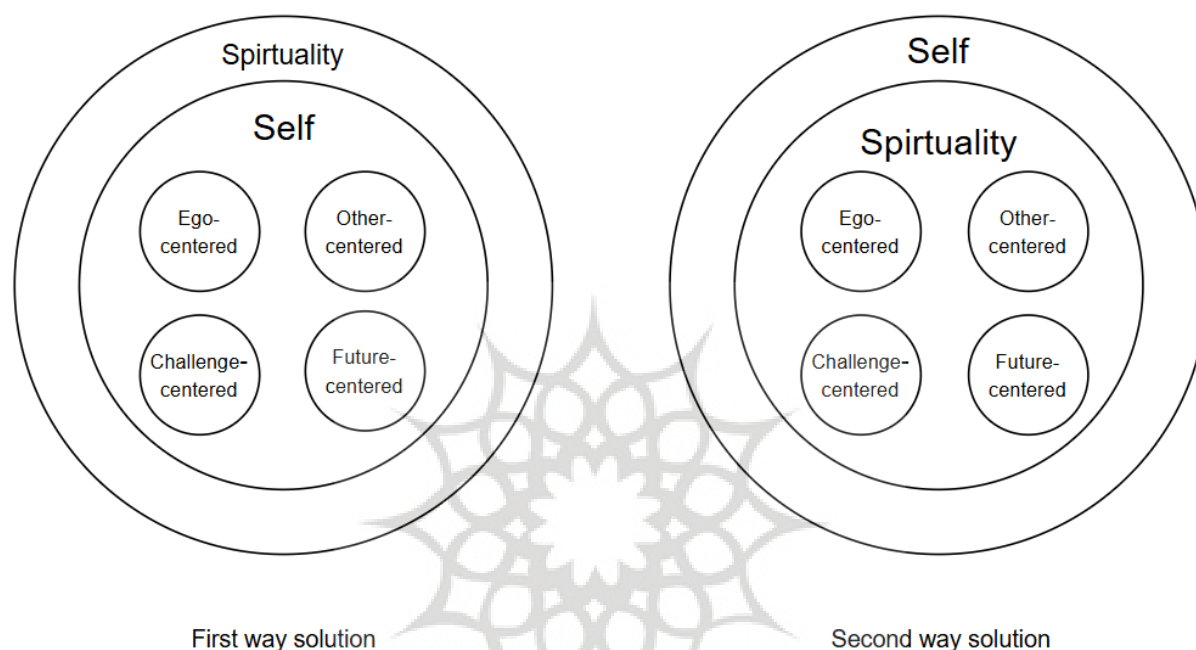 Spirtuality
Self
Ego-
centered
Other-
centered
Challenge-
centered
Future-
centered
First way solution
Self
Spirtuality
Ego-
centered
Other-
centered
Challenge-
centered
Future-
centered
Second way solution